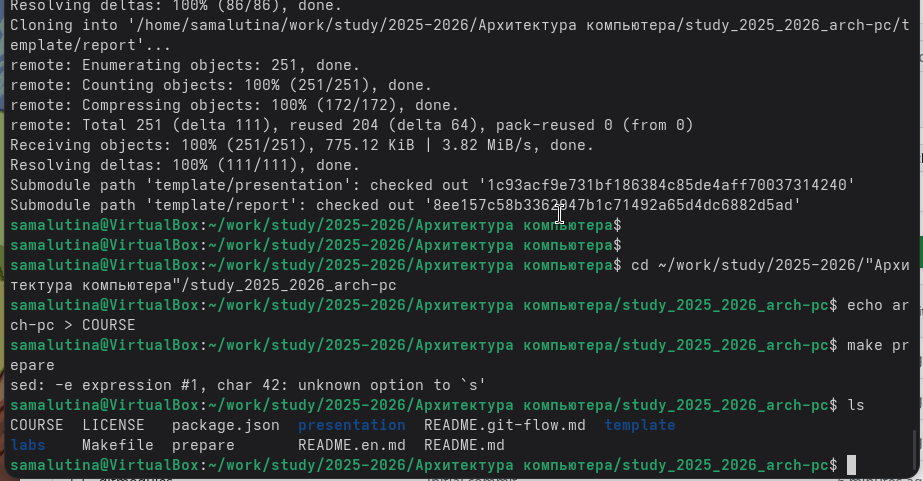 Resolving deltas: 100% (86/86), done.
Cloning into '/home/samalutina/work/study/2025-2026/Архитектура компьютера/study_2025_2026_arch-pc/t
emplate/report'...
remote: Enumerating objects: 251, done.
remote: Counting objects: 100% (251/251), done.
remote: Compressing objects: 100% (172/172), done.
remote: Total 251 (delta 111), reused 204 (delta 64), pack-reused 0 (from 0)
Receiving objects: 100% (251/251), 775.12 KiB | 3.82 MiB/s, done.
Resolving deltas: 100% (111/111), done.
Submodule path 'template/presentation': checked out '1c93acf9e731bf186384c85de4aff70037314240'
Submodule path 'template/report': checked out
samalutina@VirtualBox:~/work/study/2025-2026/Архитектура компьютера$
samalutina@VirtualBox:~/work/study/2025-2026/Архитектура компьютера$
samalutina@VirtualBox:~/work/study/2025-2026/Архитектура компьютера$ cd ~/work/study/2025-2026/"Архи
тектура компьютера"/study_2025_2026_arch-pc
samalutina@VirtualBox:~/work/study/2025-2026/Архитектура компьютера/study_2025_2026_arch-pc$ echo ar
ch-pc > COURSE
samalutina@VirtualBox:~/work/study/2025-2026/Архитектура компьютера/study_2025_2026_arch-pc$ make pr
epare
sed: -e expression #1, char 42: unknown option to `s'
samalutina@VirtualBox:~/work/study/2025-2026/Архитектура компьютера/study_2025_2026_arch-pc$ ls
COURSE LICENSE package.json presentation README.git-flow.md template
labs Makefile prepare README.en.md README.md
samalutina@VirtualBox:~/work/study/2025-2026/Архитектура компьютера/study_2025_2026_arch-pc$